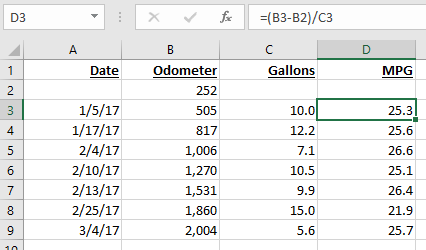 D3 fx =(B3-B2)/C3
A B C D
1 Date Odometer Gallons MPG
2 252
3 1/5/17 505 10.0 25.3
4 1/17/17 817 12.2 25.6
5 2/4/17 1,006 7.1 26.6
6 2/10/17 1,270 10.5 25.1
7 2/13/17 1,531 9.9 26.4
8 2/25/17 1,860 15.0 21.9
9 3/4/17 2,004 5.6 25.7
10